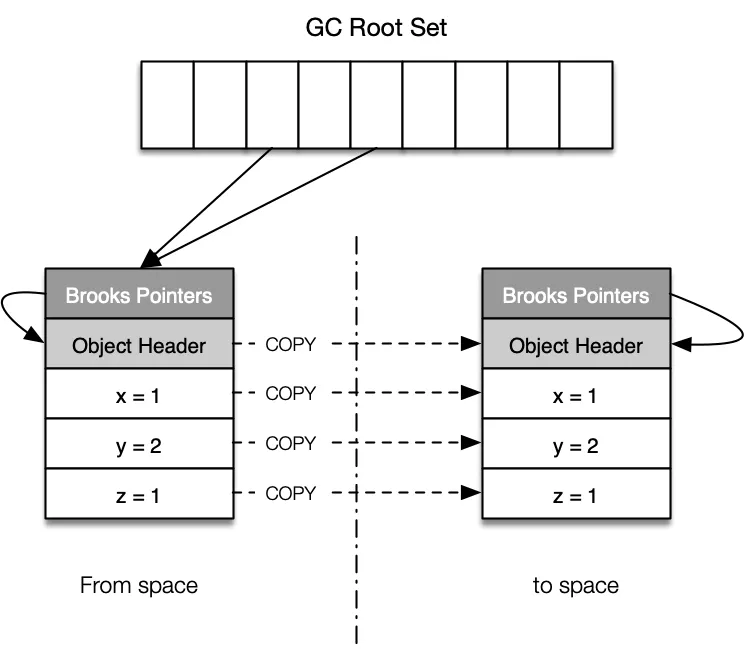 GC Root Set
Brooks Pointers
Brooks Pointers
Object Header
COPY
Object Header
x = 1
COPY
x = 1
y = 2
COPY
y = 2
z = 1
COPY
z = 1
From space
to space